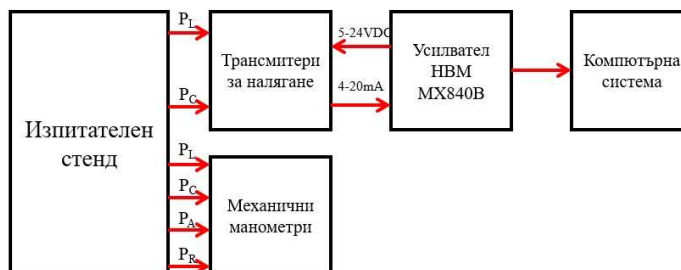 Изпитателен
стенд
P_L
P_C
P_L
P_C
P_A
P_R
Трансмитери
за налягане
Механични
манометри
5-24VDC
4-20mA
Усилвател
HBM
MX840B
Компютърна
система